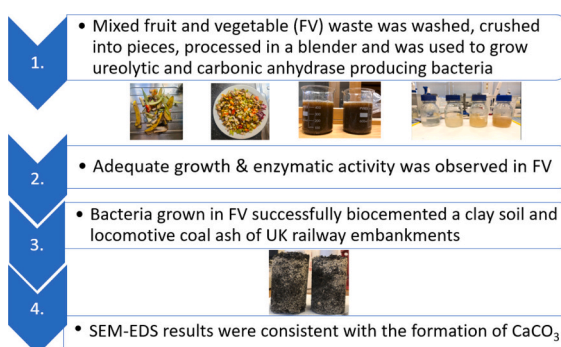 1.
• Mixed fruit and vegetable (FV) waste was washed, crushed
into pieces, processed in a blender and was used to grow
ureolytic and carbonic anhydrase producing bacteria
2.
• Adequate growth & enzymatic activity was observed in FV
3.
• Bacteria grown in FV successfully biocemented a clay soil and
locomotive coal ash of UK railway embankments
4.
• SEM-EDS results were consistent with the formation of CaCO₃